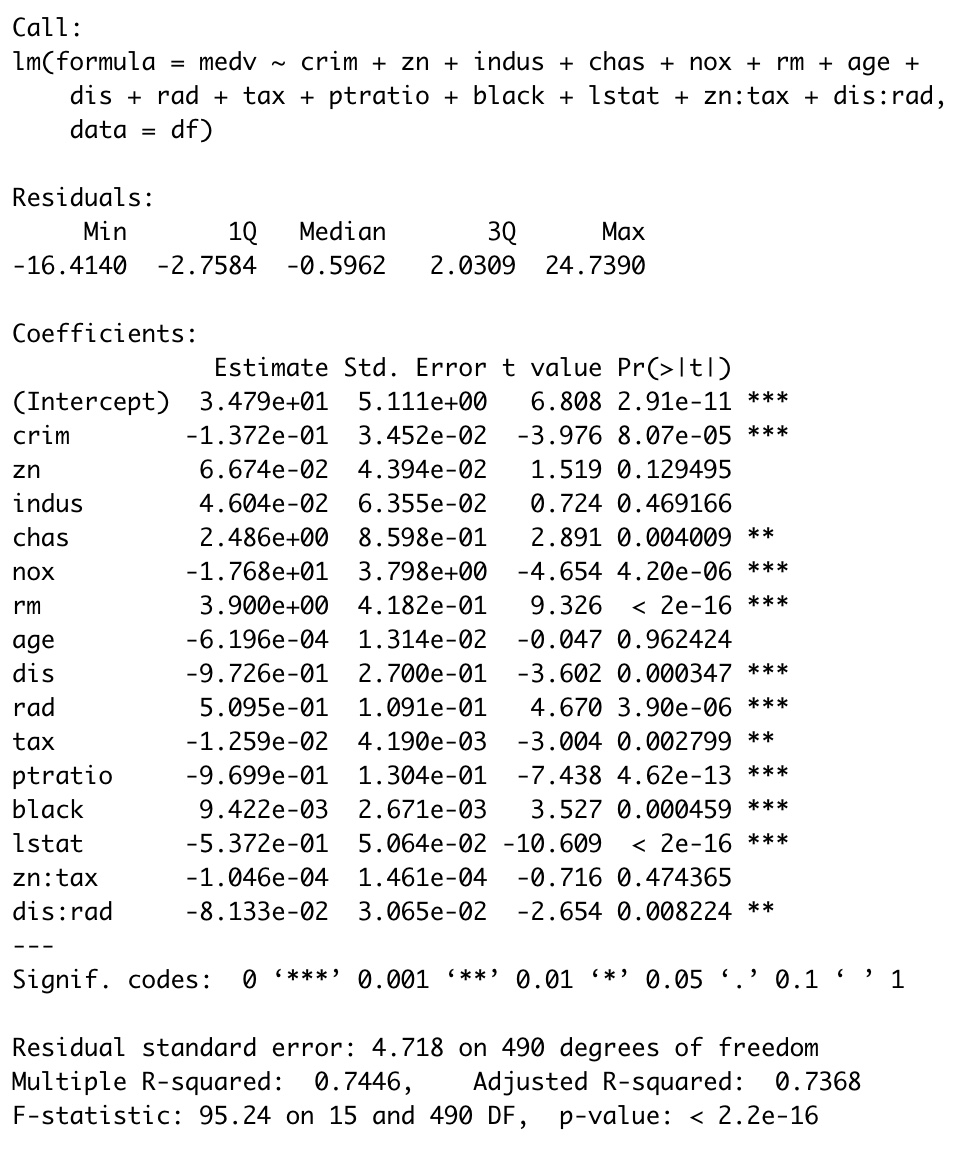 Call:
lm(formula = medv ~ crim + zn + indus + chas + nox + rm + age +
    dis + rad + tax + ptratio + black + lstat + zn:tax + dis:rad,
    data = df)

Residuals:
     Min       1Q   Median       3Q      Max
-16.4140  -2.7584  -0.5962   2.0309  24.7390

Coefficients:
              Estimate Std. Error t value Pr(>|t|)
(Intercept)  3.479e+01  5.111e+00   6.808 2.91e-11 ***
crim        -1.372e-01  3.452e-02  -3.976 8.07e-05 ***
zn           6.674e-02  4.394e-02   1.519 0.129495
indus        4.604e-02  6.355e-02   0.724 0.469166
chas         2.486e+00  8.598e-01   2.891 0.004009 **
nox         -1.768e+01  3.798e+00  -4.654 4.20e-06 ***
rm           3.900e+00  4.182e-01   9.326  < 2e-16 ***
age         -6.196e-04  1.314e-02  -0.047 0.962424
dis         -9.726e-01  2.700e-01  -3.602 0.000347 ***
rad          5.095e-01  1.091e-01   4.670 3.90e-06 ***
tax         -1.259e-02  4.190e-03  -3.004 0.002799 **
ptratio     -9.699e-01  1.304e-01  -7.438 4.62e-13 ***
black        9.422e-03  2.671e-03   3.527 0.000459 ***
lstat       -5.372e-01  5.064e-02 -10.609  < 2e-16 ***
zn:tax      -1.046e-04  1.461e-04  -0.716 0.474365
dis:rad     -8.133e-02  3.065e-02  -2.654 0.008224 **
---
Signif. codes:  0 ‘***’ 0.001 ‘**’ 0.01 ‘*’ 0.05 ‘.’ 0.1 ‘ ’ 1

Residual standard error: 4.718 on 490 degrees of freedom
Multiple R-squared:  0.7446,    Adjusted R-squared:  0.7368
F-statistic: 95.24 on 15 and 490 DF,  p-value: < 2.2e-16